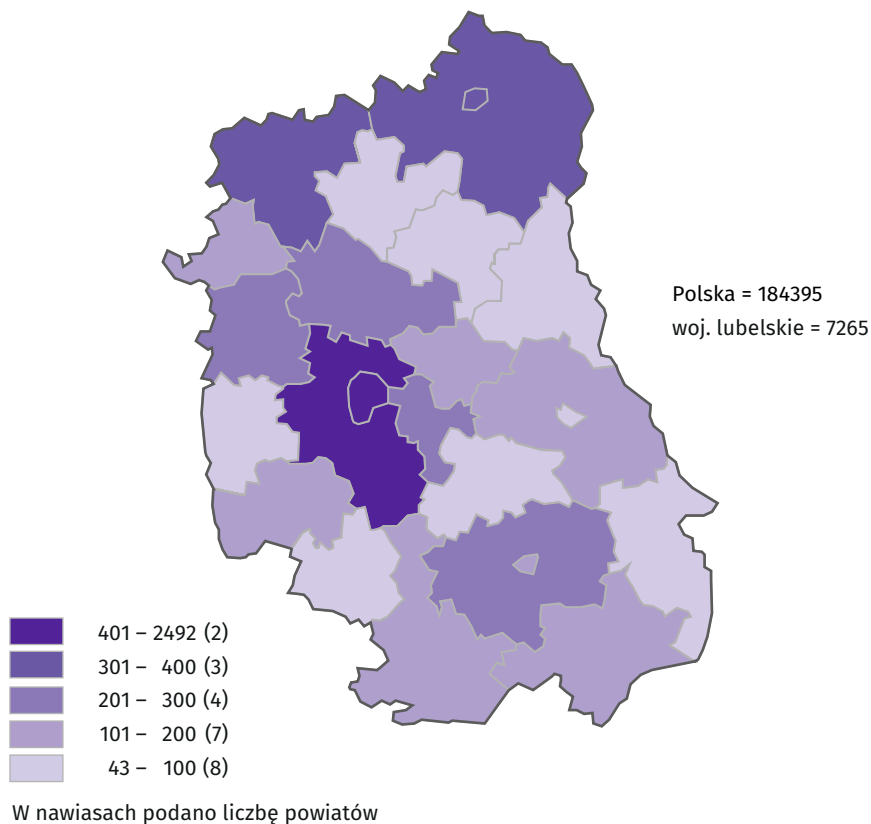 Polska = 184395
woj. lubelskie = 7265
401 – 2492 (2)
301 – 400 (3)
201 – 300 (4)
101 – 200 (7)
43 – 100 (8)
W nawiasach podano liczbę powiatów